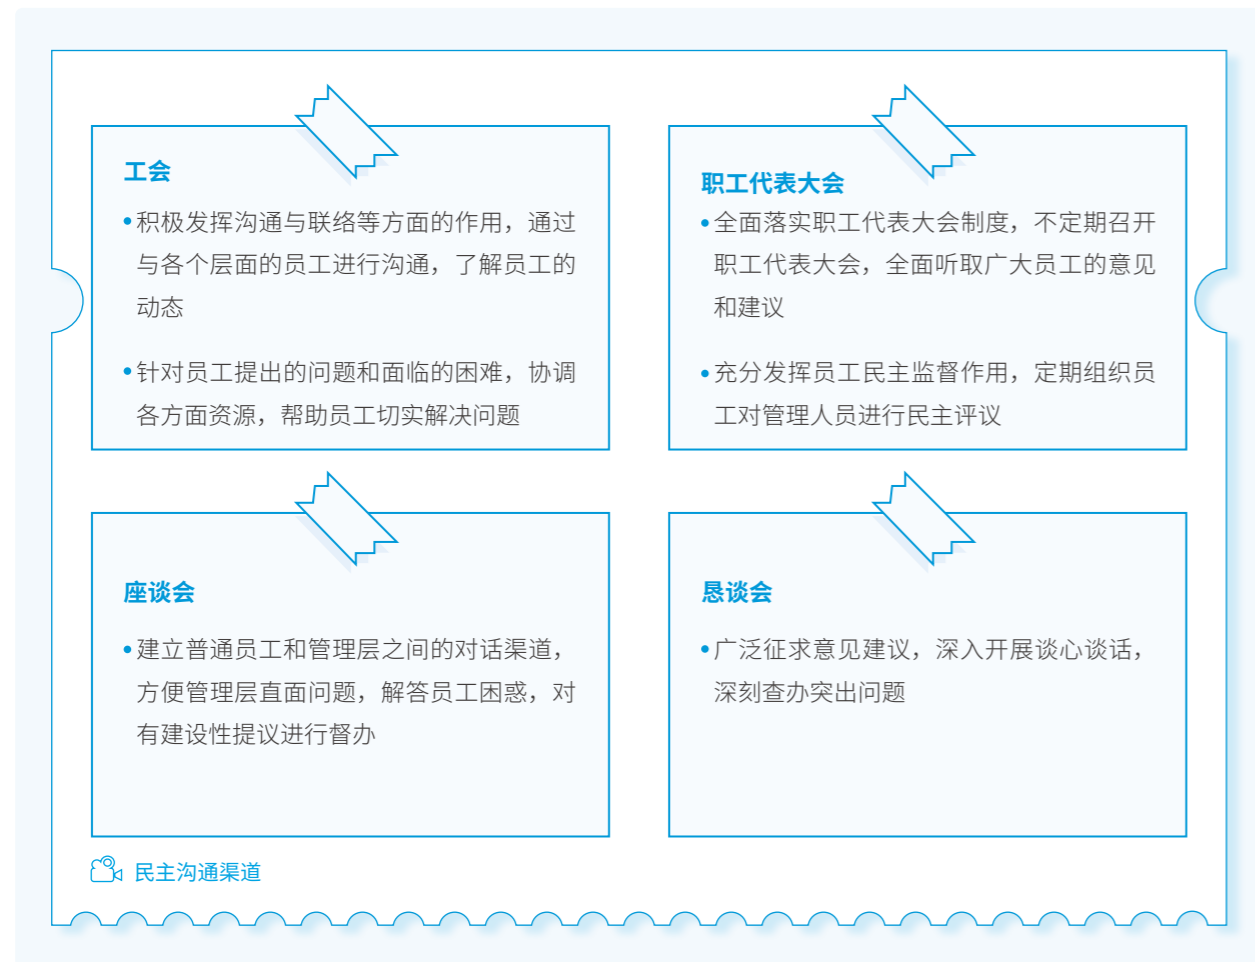 工会
•积极发挥沟通与联络等方面的作用，通过
与各个层面的员工进行沟通，了解员工的
动态
•针对员工提出的问题和面临的困难，协调
各方面资源，帮助员工切实解决问题
职工代表大会
•全面落实职工代表大会制度，不定期召开
职工代表大会，全面听取广大员工的意见
和建议
•充分发挥员工民主监督作用，定期组织员
工对管理人员进行民主评议
座谈会
•建立普通员工和管理层之间的对话渠道，
方便管理层直面问题，解答员工困惑，对
有建设性提议进行督办
恳谈会
•广泛征求意见建议，深入开展谈心谈话，
深刻查办突出问题
民主沟通渠道